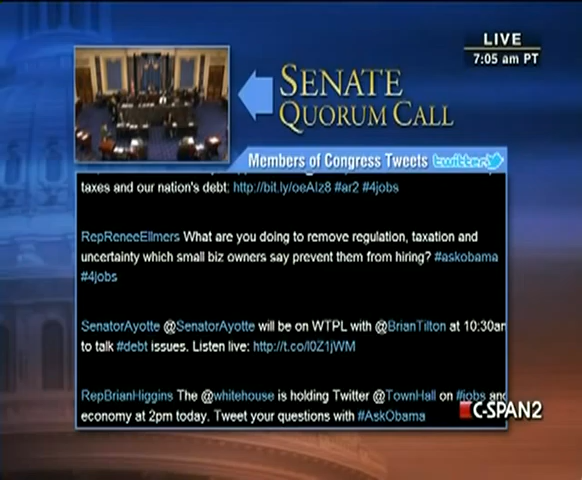 LIVE
7:05 am PT
SENATE
QUORUM CALL
Members of Congress Tweets twitter
taxes and our nation's debt: http://bit.ly/oeAIz8 #ar2 #4jobs
RepReneeEllmers What are you doing to remove regulation, taxation and
uncertainty which small biz owners say prevent them from hiring? #askobama
#4jobs
SenatorAyotte @SenatorAyotte will be on WTPL with @BrianTilton at 10:30am
to talk #debt issues. Listen live: http://t.co/l0Z1jWM
RepBrianHiggins The @whitehouse is holding Twitter @TownHall on #jobs and
economy at 2pm today. Tweet your questions with #AskObama
C-SPAN2